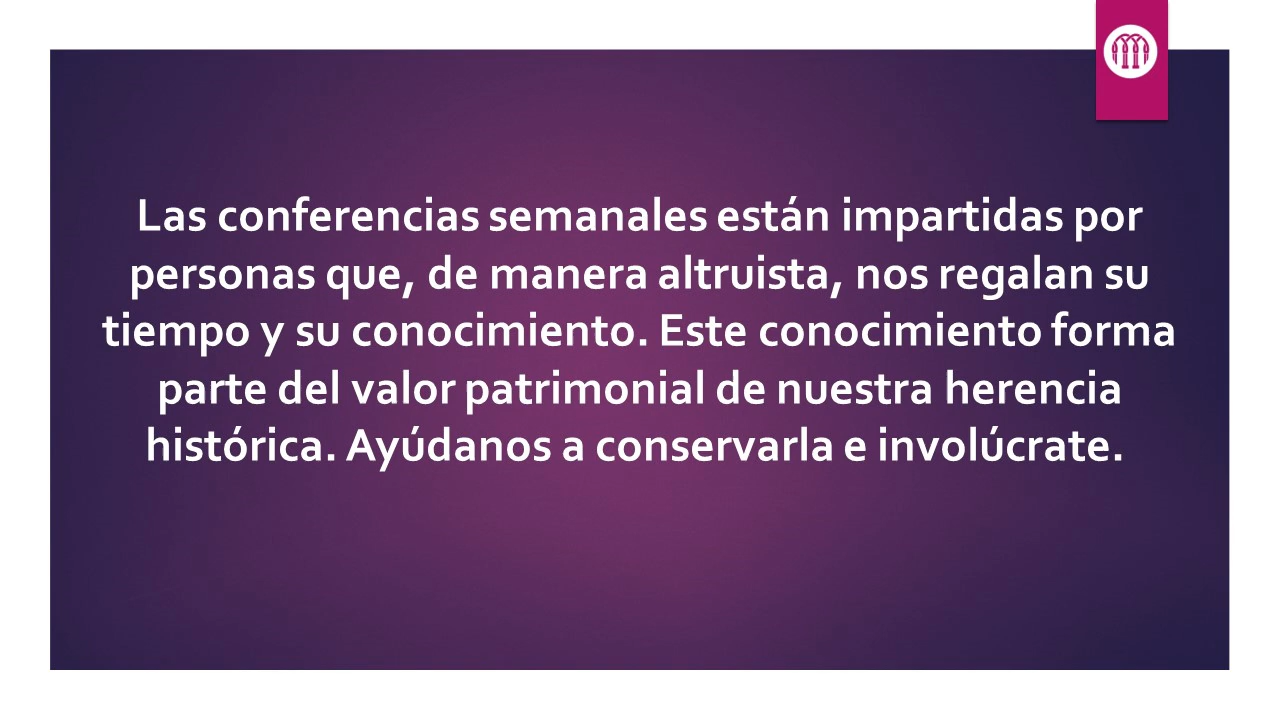 Las conferencias semanales están impartidas por
personas que, de manera altruista, nos regalan su
tiempo y su conocimiento. Este conocimiento forma
parte del valor patrimonial de nuestra herencia
histórica. Ayúdanos a conservarla e involúcrate.